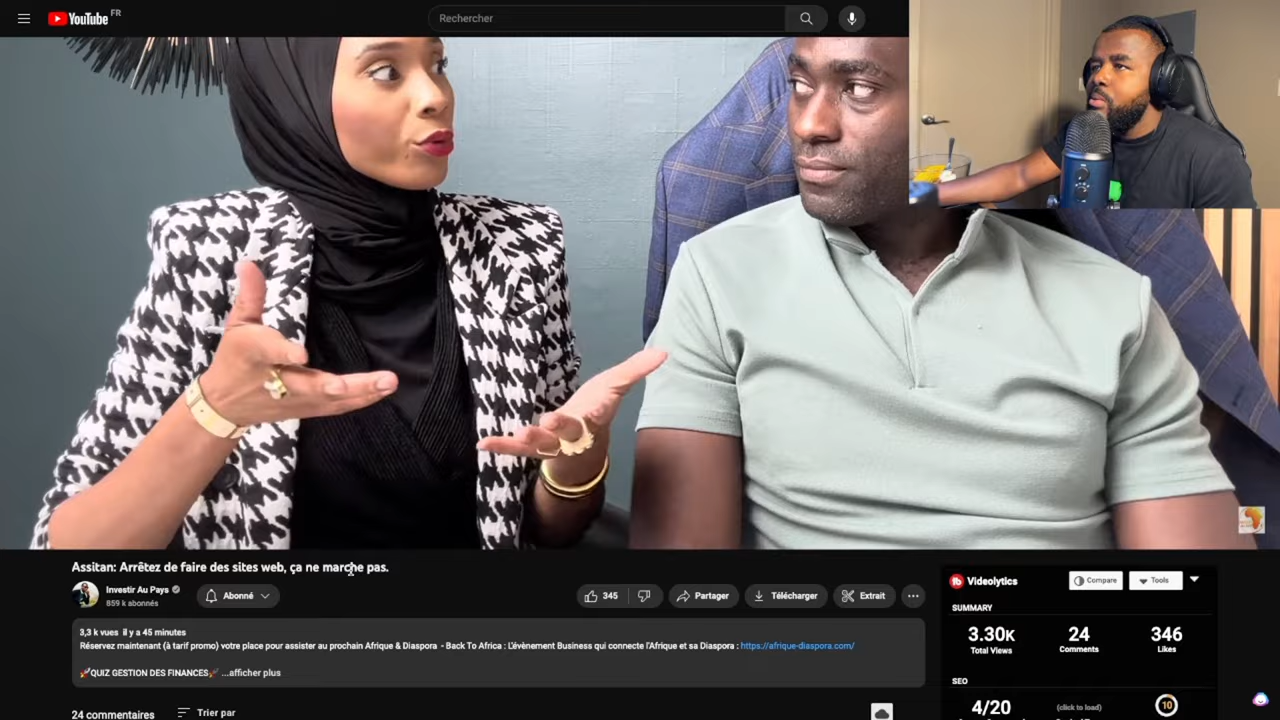 YouTube FR
Rechercher
Assitan: Arrêtez de faire des sites web, ça ne marche pas.
Investir Au Pays
859 k abonnés
Abonné
345
Partager
Télécharger
Extrait
3,3 k vues il y a 45 minutes
Réservez maintenant (à tarif promo) votre place pour assister au prochain Afrique & Diaspora - Back To Africa : L'évènement Business qui connecte l'Afrique et sa Diaspora : https://afrique-diaspora.com/
🚀QUIZ GESTION DES FINANCES🚀 ...afficher plus
24 commentaires
Trier par
Videolytics
Compare
Tools
SUMMARY
3.30K 24 346
Total Views Comments Likes
SEO
4/20 (click to load) 10